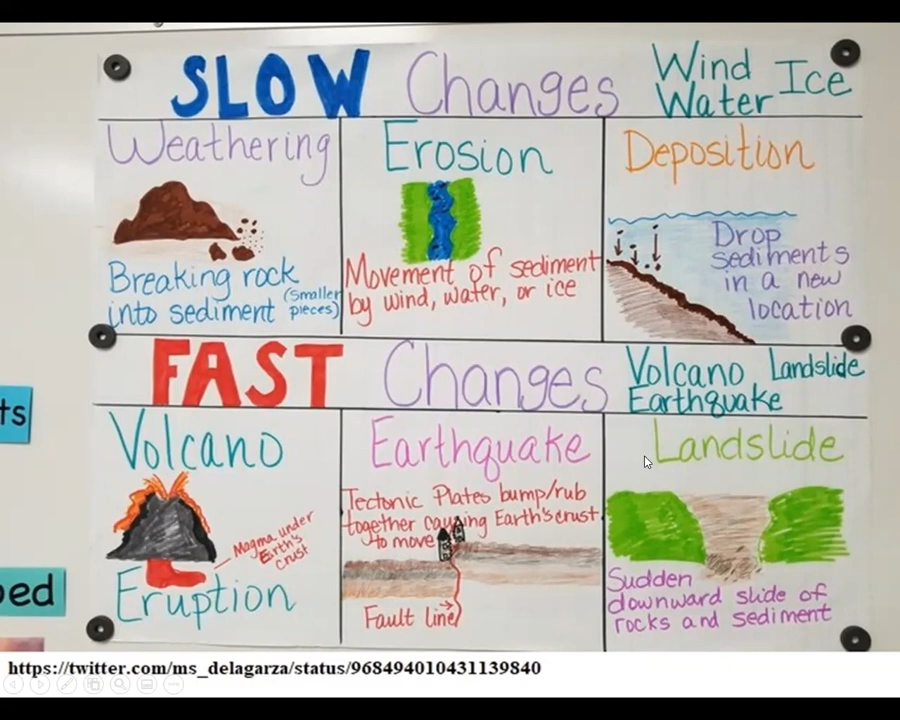 SLOW Changes Wind Ice
Water
Weathering
Breaking rock
into sediment (smaller pieces)
Erosion
Movement of sediment
by wind, water, or ice
Deposition
Drop
sediments
in a new
location
FAST Changes Volcano Landslide
Earthquake
ts
Volcano
Magma under
Earth's
crust
Eruption
Earthquake
Tectonic Plates bump/rub
together causing Earth's crust
to move
Fault line
Landslide
Sudden
downward slide of
rocks and sediment
ped
https://twitter.com/ms_delagarza/status/968494010431139840